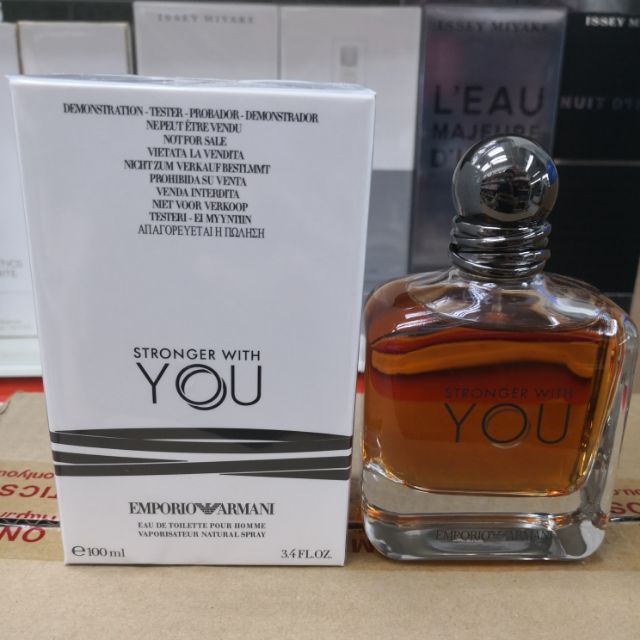 ISSEY MIYAKE
ISSEY MIYAKE
ISSEY
L'EAU
MAJEURE
NUIT
DEMONSTRATION - TESTER - PROBADOR - DEMONSTRADOR
NE PEUT ÊTRE VENDU
NOT FOR SALE
VIETATA LA VENDITA
NICHT ZUM VERKAUF BESTLMMT
PROHIBIDA SU VENTA
VENDA INTERDITA
NIET VOOR VERKOOP
TESTERI - EI MYYNTIIN
ΑΠΑΓΟΡΕΥΕΤΑΙ Η ΠΩΛΗΣΗ
STRONGER WITH
YOU
EMPORIO ARMANI
EAU DE TOILETTE POUR HOMME
VAPORISATEUR NATURAL SPRAY
e 100 ml
3.4 FL.OZ.
STRONGER WITH
YOU
EMPORIO ARMANI